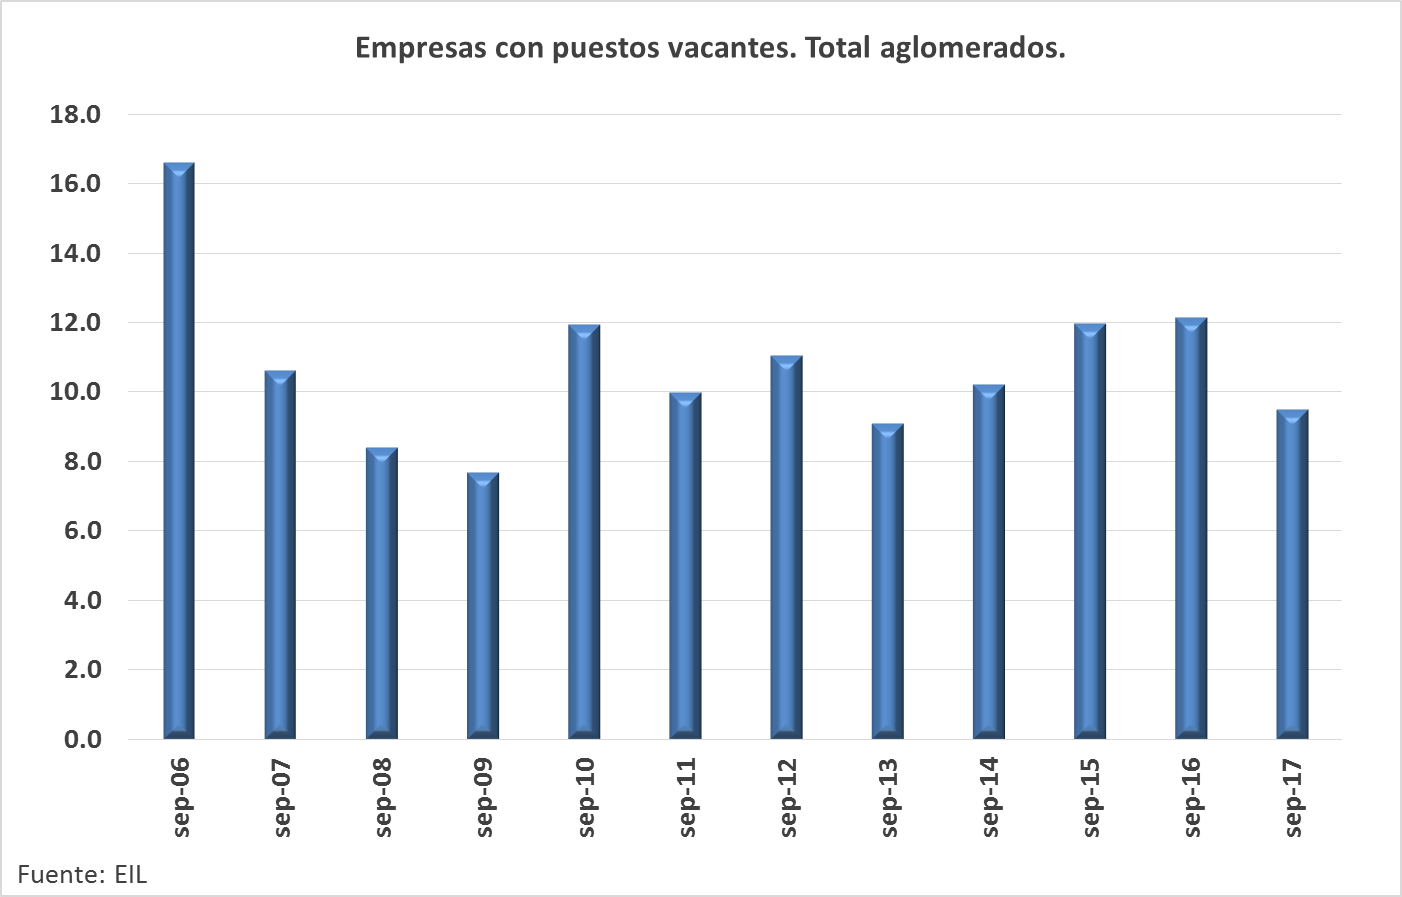 Empresas con puestos vacantes. Total aglomerados.
18.0
16.0
14.0
12.0
10.0
8.0
6.0
4.0
2.0
0.0
sep-06
sep-07
sep-08
sep-09
sep-10
sep-11
sep-12
sep-13
sep-14
sep-15
sep-16
sep-17
Fuente: EIL